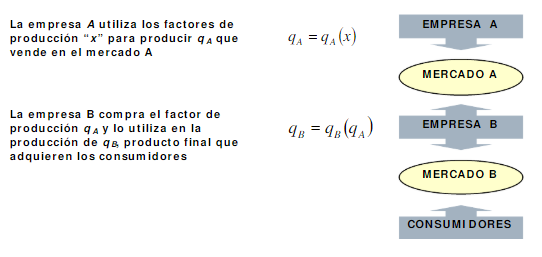 La empresa A utiliza los factores de
producción “x” para producir qA que
vende en el mercado A
qA = qA(x)
EMPRESA A
MERCADO A
La empresa B compra el factor de
producción qA y lo utiliza en la
producción de qB, producto final que
adquieren los consumidores
qB = qB(qA)
EMPRESA B
MERCADO B
CONSUMIDORES